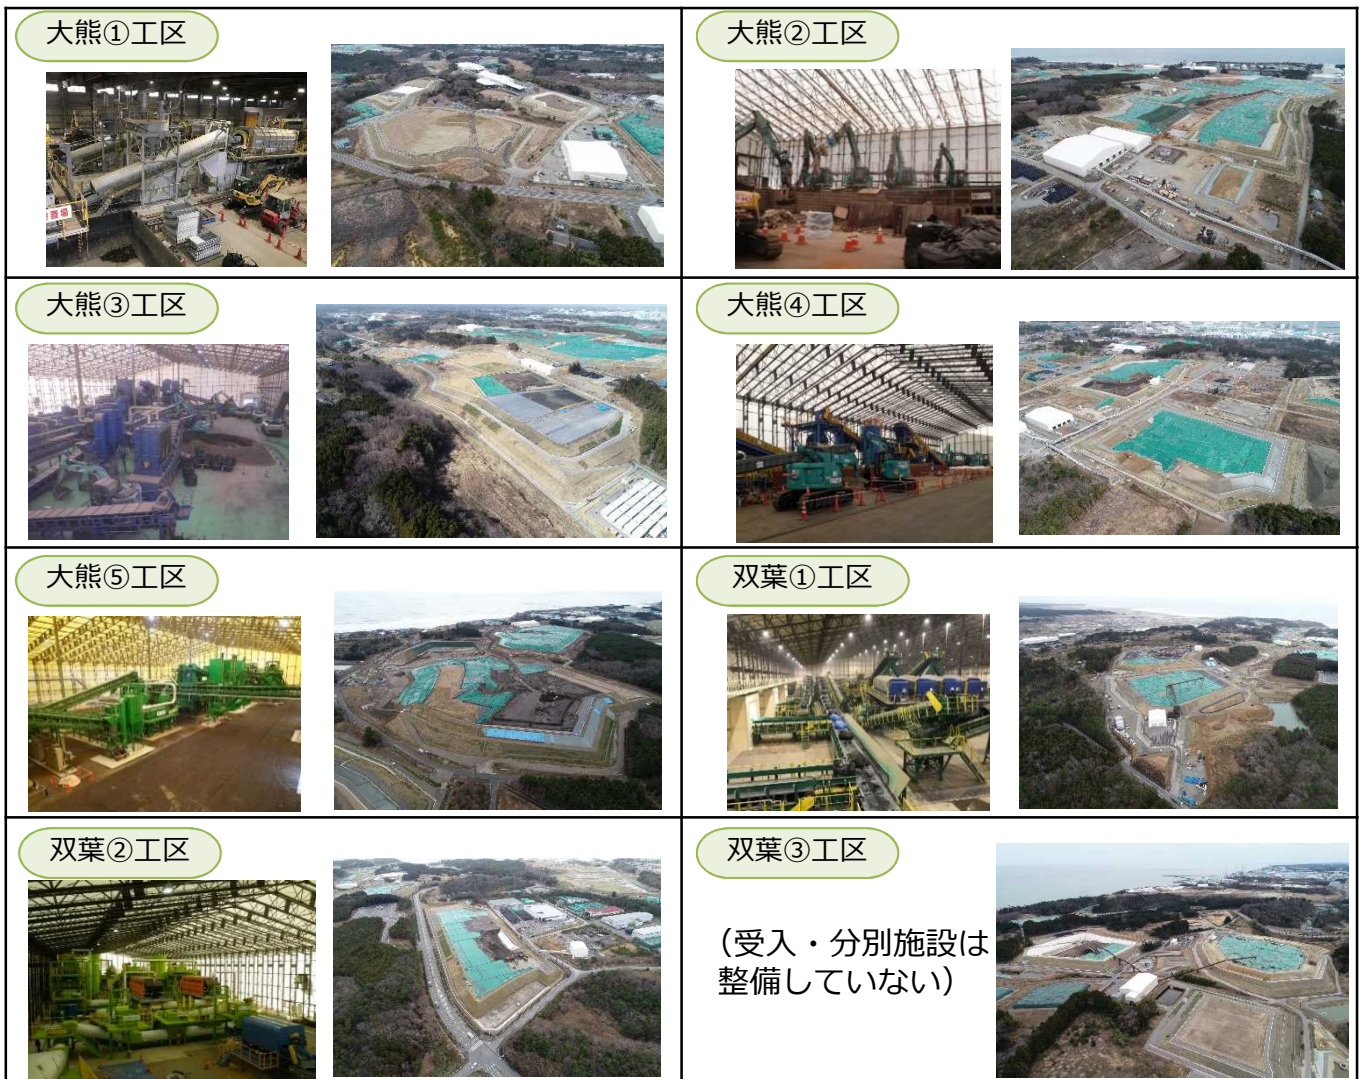 大熊①工区
大熊②工区
大熊③工区
大熊④工区
大熊⑤工区
双葉①工区
双葉②工区
双葉③工区
（受入・分別施設は
整備していない）